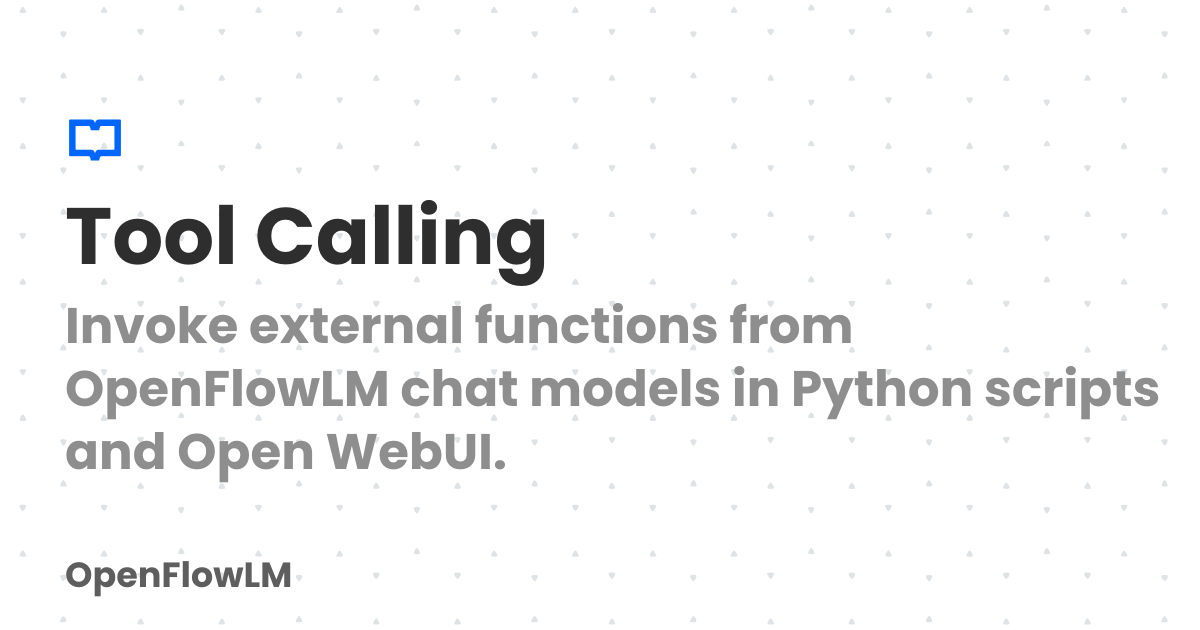 Tool Calling
Invoke external functions from
OpenFlowLM chat models in Python scripts
and Open WebUI.
OpenFlowLM